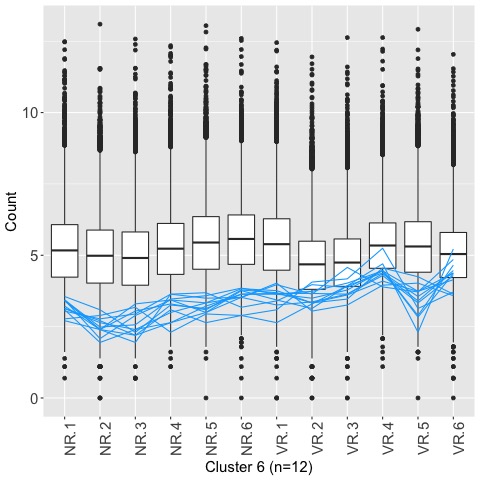 10
5
0
Count
NR.1
NR.2
NR.3
NR.4
NR.5
NR.6
VR.1
VR.2
VR.3
VR.4
VR.5
VR.6
Cluster 6 (n=12)